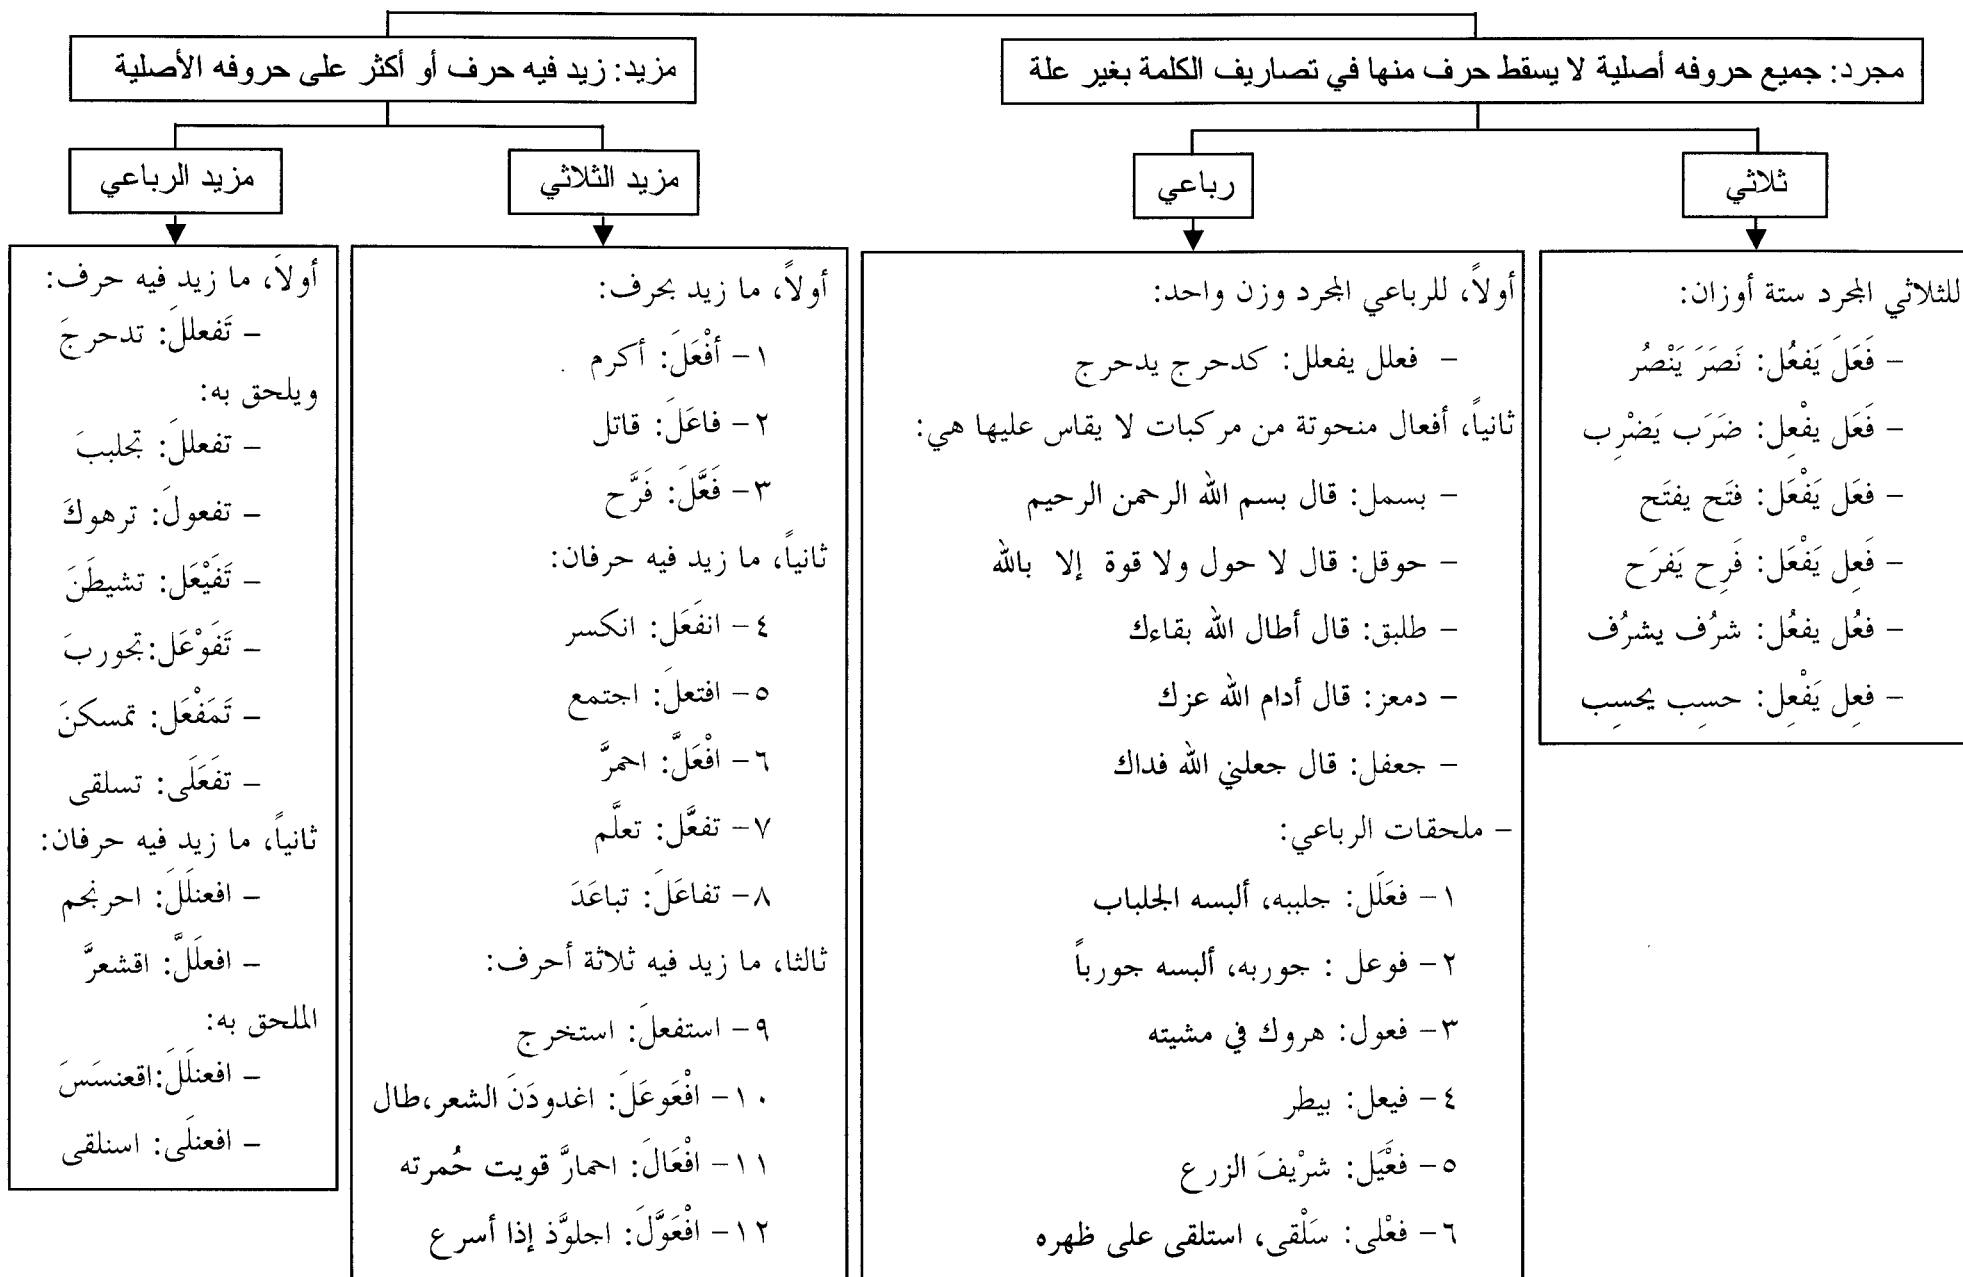 مجرد: جميع حروفه أصلية لا يسقط حرف منها في تصاريف الكلمة بغير علة
مزيد: زيد فيه حرف أو أكثر على حروفه الأصلية
ثلاثي
رباعي
مزيد الثلاثي
مزيد الرباعي
للثلاثي المجرد ستة أوزان:
– فَعَلَ يَفعُل: نَصَرَ يَنْصُر
– فَعَل يفْعِل: ضَرَب يَضْرِب
– فعَل يَفْعَل: فتَح يفتَح
– فَعِل يَفْعَل: فَرِح يَفرَح
– فعُل يفعُل: شرُف يشرُف
– فعِل يَفْعِل: حسِب يحسِب
أولاً، للرباعي المجرد وزن واحد:
– فعلل يفعلل: كدحرج يدحرج
ثانياً، أفعال منحوتة من مركبات لا يقاس عليها هي:
– بسمل: قال بسم الله الرحمن الرحيم
– حوقل: قال لا حول ولا قوة إلا بالله
– طلبق: قال أطال الله بقاءك
– دمعز: قال أدام الله عزك
– جعفل: قال جعلني الله فداك
– ملحقات الرباعي:
١– فعَلَل: جلببه، ألبسه الجلباب
٢– فوعل : جوربه، ألبسه جورباً
٣– فعول: هروك في مشيته
٤– فيعل: بيطر
٥– فعْيَل: شرْيفَ الزرع
٦– فعْلى: سَلْقى، استلقى على ظهره
أولاً، ما زيد بحرف:
١– أفْعَلَ: أكرم
٢– فاعَلَ: قاتل
٣– فَعَّلَ: فَرَّح
ثانياً، ما زيد فيه حرفان:
٤– انفَعَل: انكسر
٥– افتعلَ: اجتمع
٦– افْعَلَّ: احمرَّ
٧– تفعَّل: تعلَّم
٨– تفاعَلَ: تباعَدَ
ثالثا، ما زيد فيه ثلاثة أحرف:
٩– استفعلَ: استخرج
١٠– افْعَوعَلَ: اغدودَنَ الشعر،طال
١١– افْعَالَ: احمارَّ قويت حُمرته
١٢– افْعَوَّلَ: اجلوَّذ إذا أسرع
أولاَ، ما زيد فيه حرف:
– تَفعللَ: تدحرجَ
ويلحق به:
– تفعللَ: تجلببَ
– تفعولَ: ترهوكَ
– تَفَيْعَل: تشيطَنَ
– تَفَوْعَل:تجوربَ
– تَمَفْعَل: تمسكنَ
– تفَعَلَى: تسلقى
ثانياً، ما زيد فيه حرفان:
– افعنلَلَ: احرنجم
– افعلَلَّ: اقشعرَّ
الملحق به:
– افعنلَلَ:اقعنسَسَ
– افعنلَى: اسنلقى